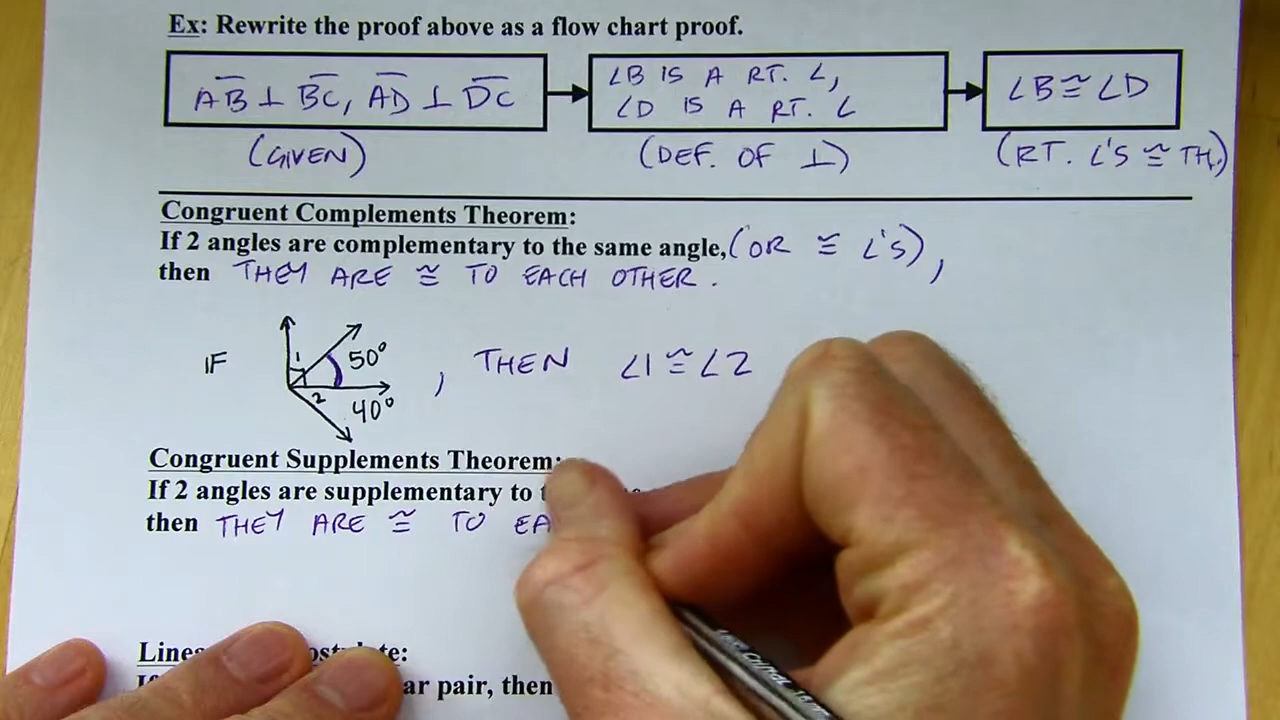 Ex: Rewrite the proof above as a flow chart proof.
AB ⊥ BC, AD ⊥ DC
∠B IS A RT. ∠,
∠D IS A RT. ∠
∠B ≅ ∠D
(GIVEN)
(DEF. OF ⊥)
(RT. ∠'S ≅ TH.)
Congruent Complements Theorem:
If 2 angles are complementary to the same angle, (OR ≅ ∠'S),
then THEY ARE ≅ TO EACH OTHER.
IF
1
50°
2
40°
, THEN ∠1 ≅ ∠2
Congruent Supplements Theorem:
If 2 angles are supplementary to
then THEY ARE ≅ TO
pair, then